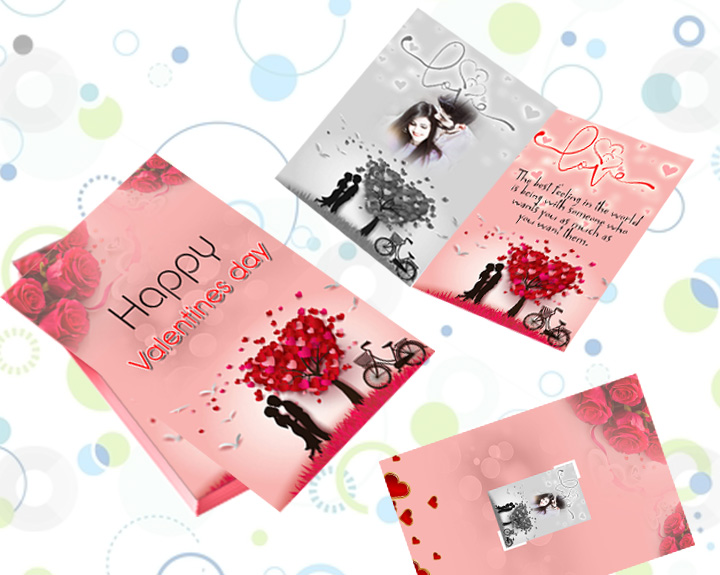 Happy
Valentines day
love
love
The best feeling in the world
is being with someone who
wants you as much as
you want them.